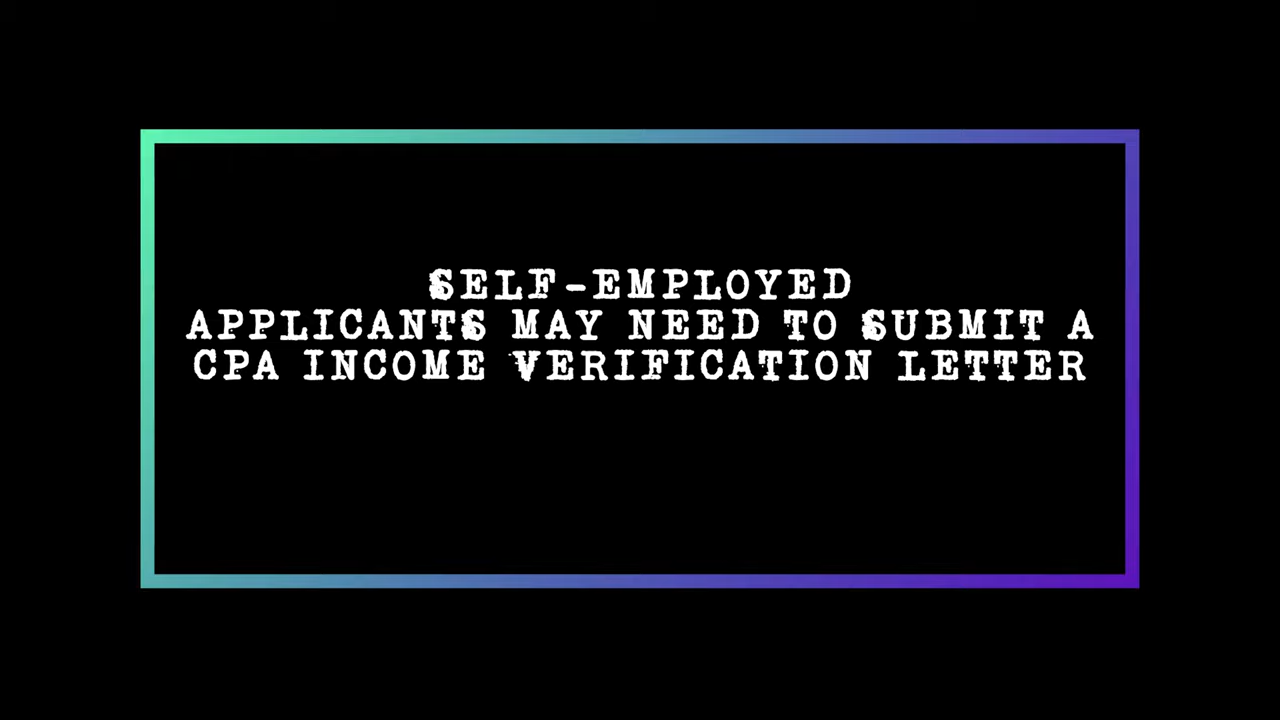 SELF-EMPLOYED
APPLICANTS MAY NEED TO SUBMIT A
CPA INCOME VERIFICATION LETTER